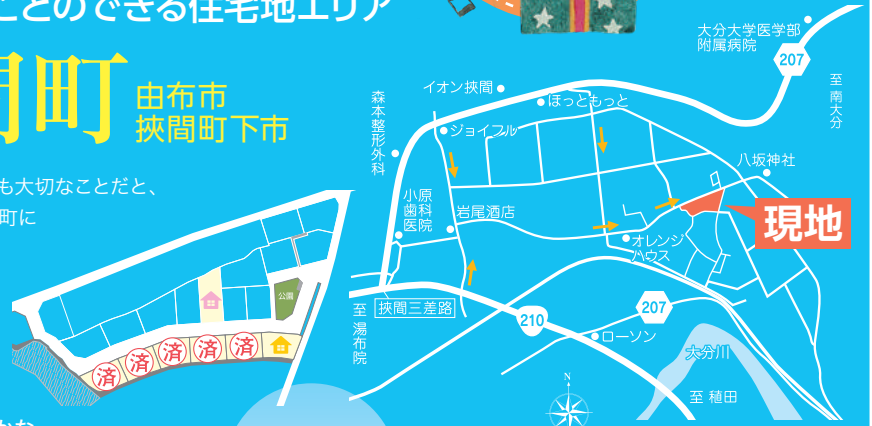 ことのできる住宅地エリア
間町
由布市
挾間町下市
も大切なことだと、
町に
公園
済
済
済
済
済
大分大学医学部
附属病院
207
至 南大分
イオン挾間
ほっともっと
森本整形外科
ジョイフル
八坂神社
小原
歯科
医院
岩尾酒店
現地
オレンジ
ハウス
挾間三差路
至 湯布院
210
207
ローソン
大分川
至 稙田
N